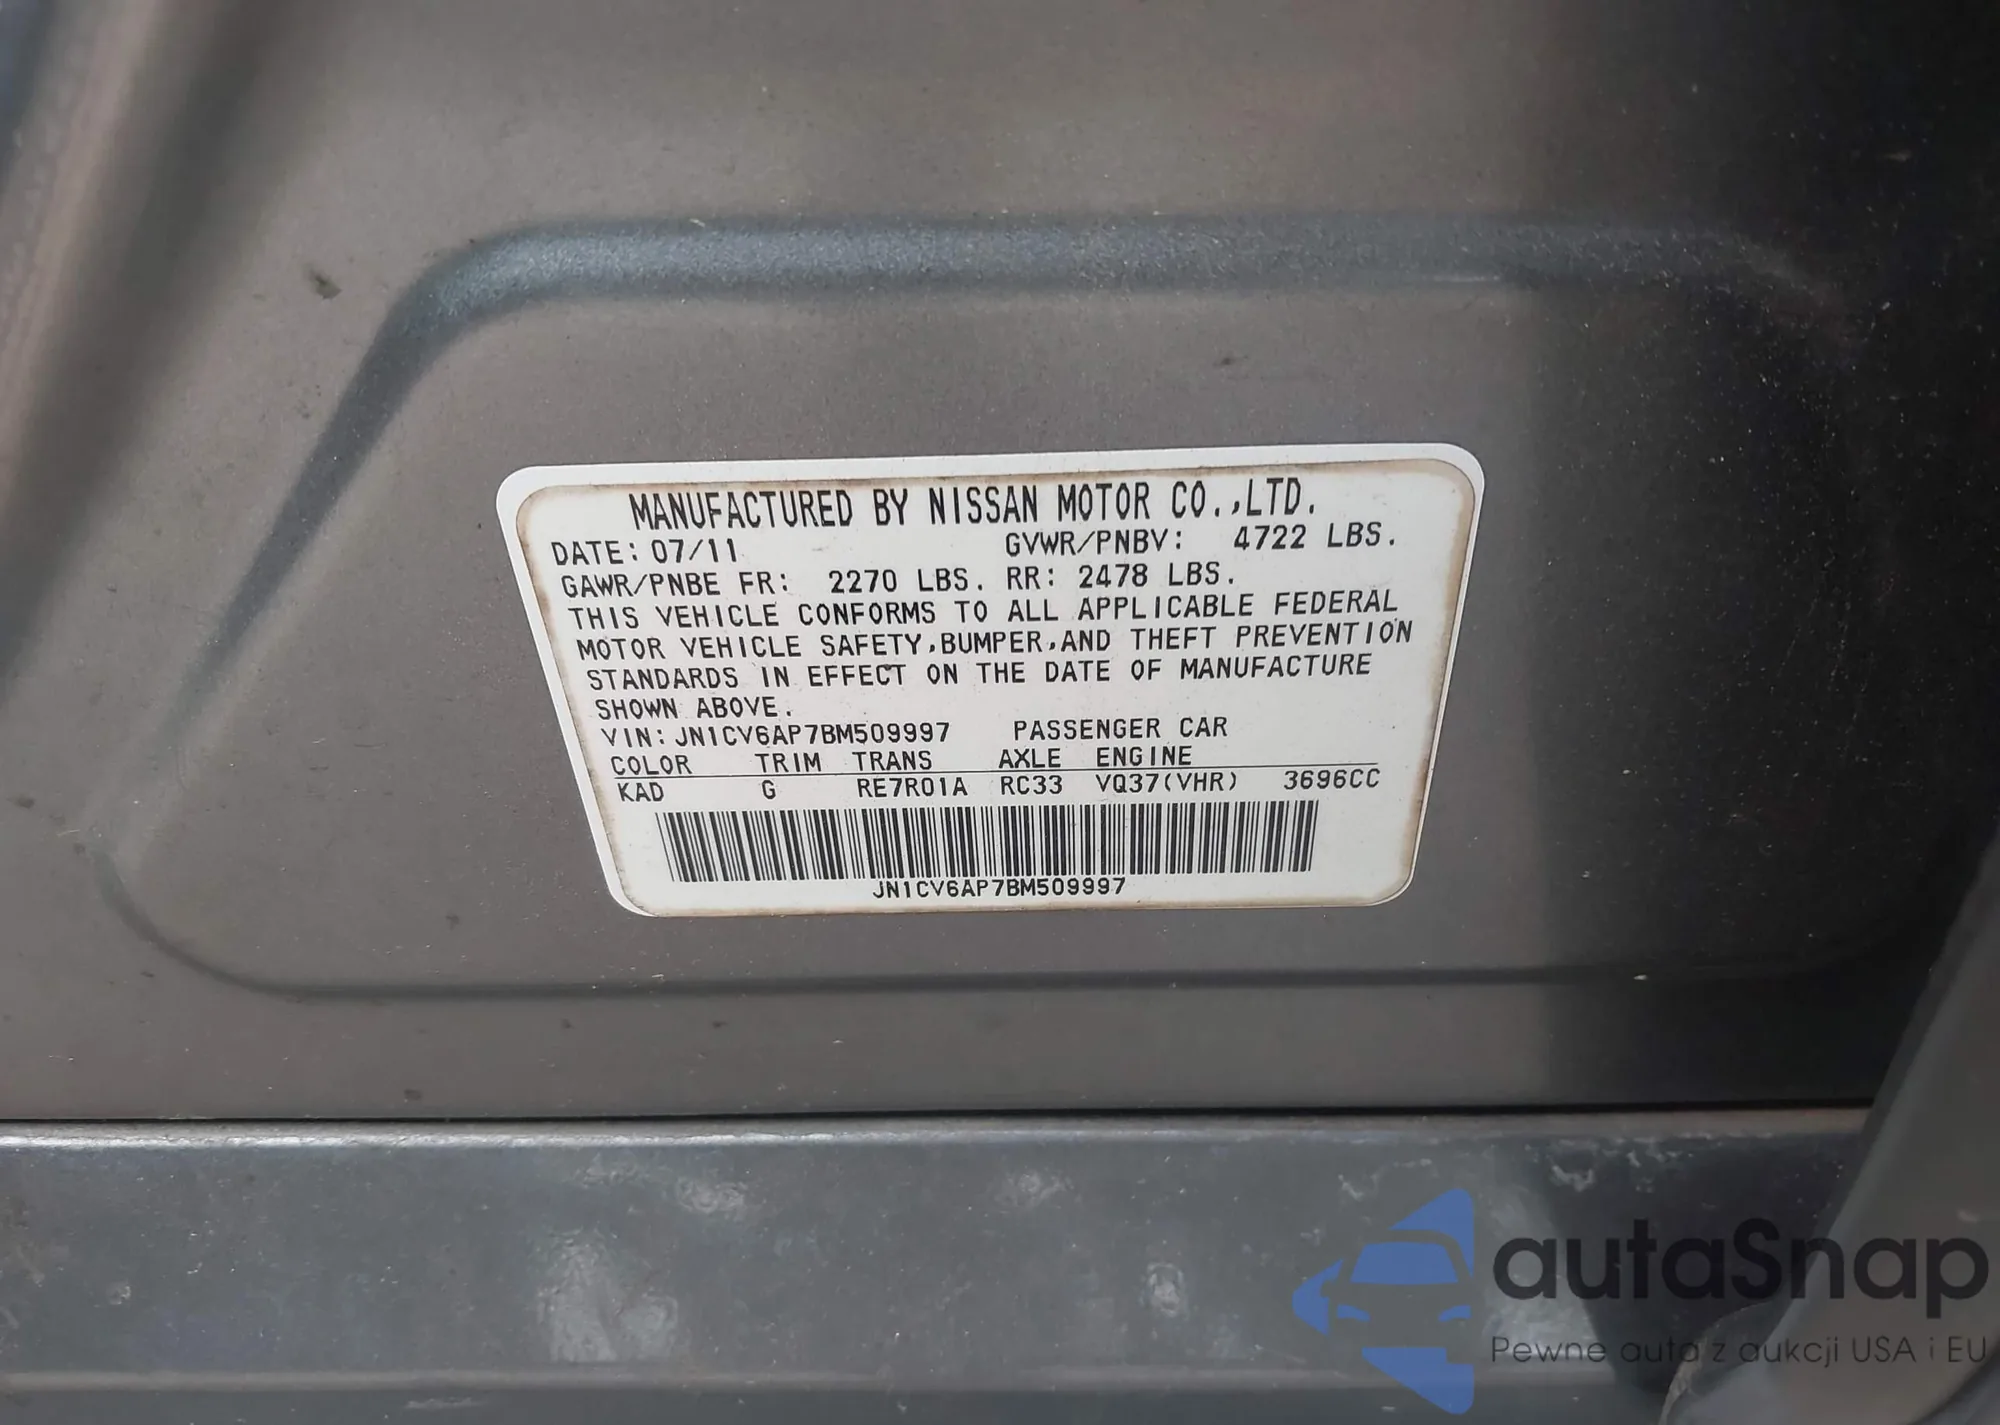 MANUFACTURED BY NISSAN MOTOR CO.,LTD.
DATE: 07/11 GVWR/PNBV: 4722 LBS.
GAWR/PNBE FR: 2270 LBS. RR: 2478 LBS.
THIS VEHICLE CONFORMS TO ALL APPLICABLE FEDERAL
MOTOR VEHICLE SAFETY,BUMPER,AND THEFT PREVENTION
STANDARDS IN EFFECT ON THE DATE OF MANUFACTURE
SHOWN ABOVE.
VIN: JN1CV6AP7BM509997 PASSENGER CAR
COLOR TRIM TRANS AXLE ENGINE
KAD G RE7R01A RC33 VQ37(VHR) 3696CC
JN1CV6AP7BM509997
autaSnap
Pewne auta z aukcji USA i EU